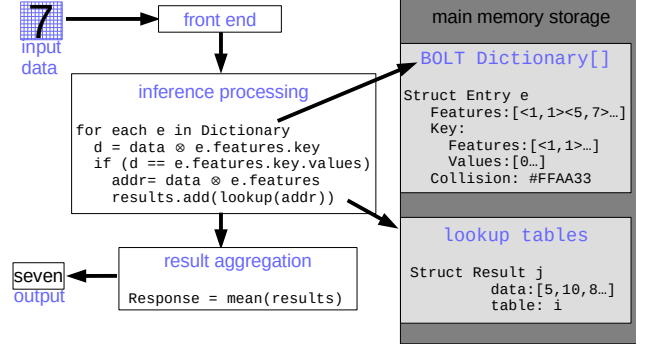 7
input
data
front end
inference processing
for each e in Dictionary
d = data ⊗ e.features.key
if (d == e.features.key.values)
addr= data ⊗ e.features
results.add(lookup(addr))
result aggregation
Response = mean(results)
seven
output
main memory storage
BOLT Dictionary[]
Struct Entry e
Features:[<1,1><5,7>…]
Key:
Features:[<1,1>…]
Values:[0…]
Collision: #FFAA33
lookup tables
Struct Result j
data:[5,10,8…]
table: i